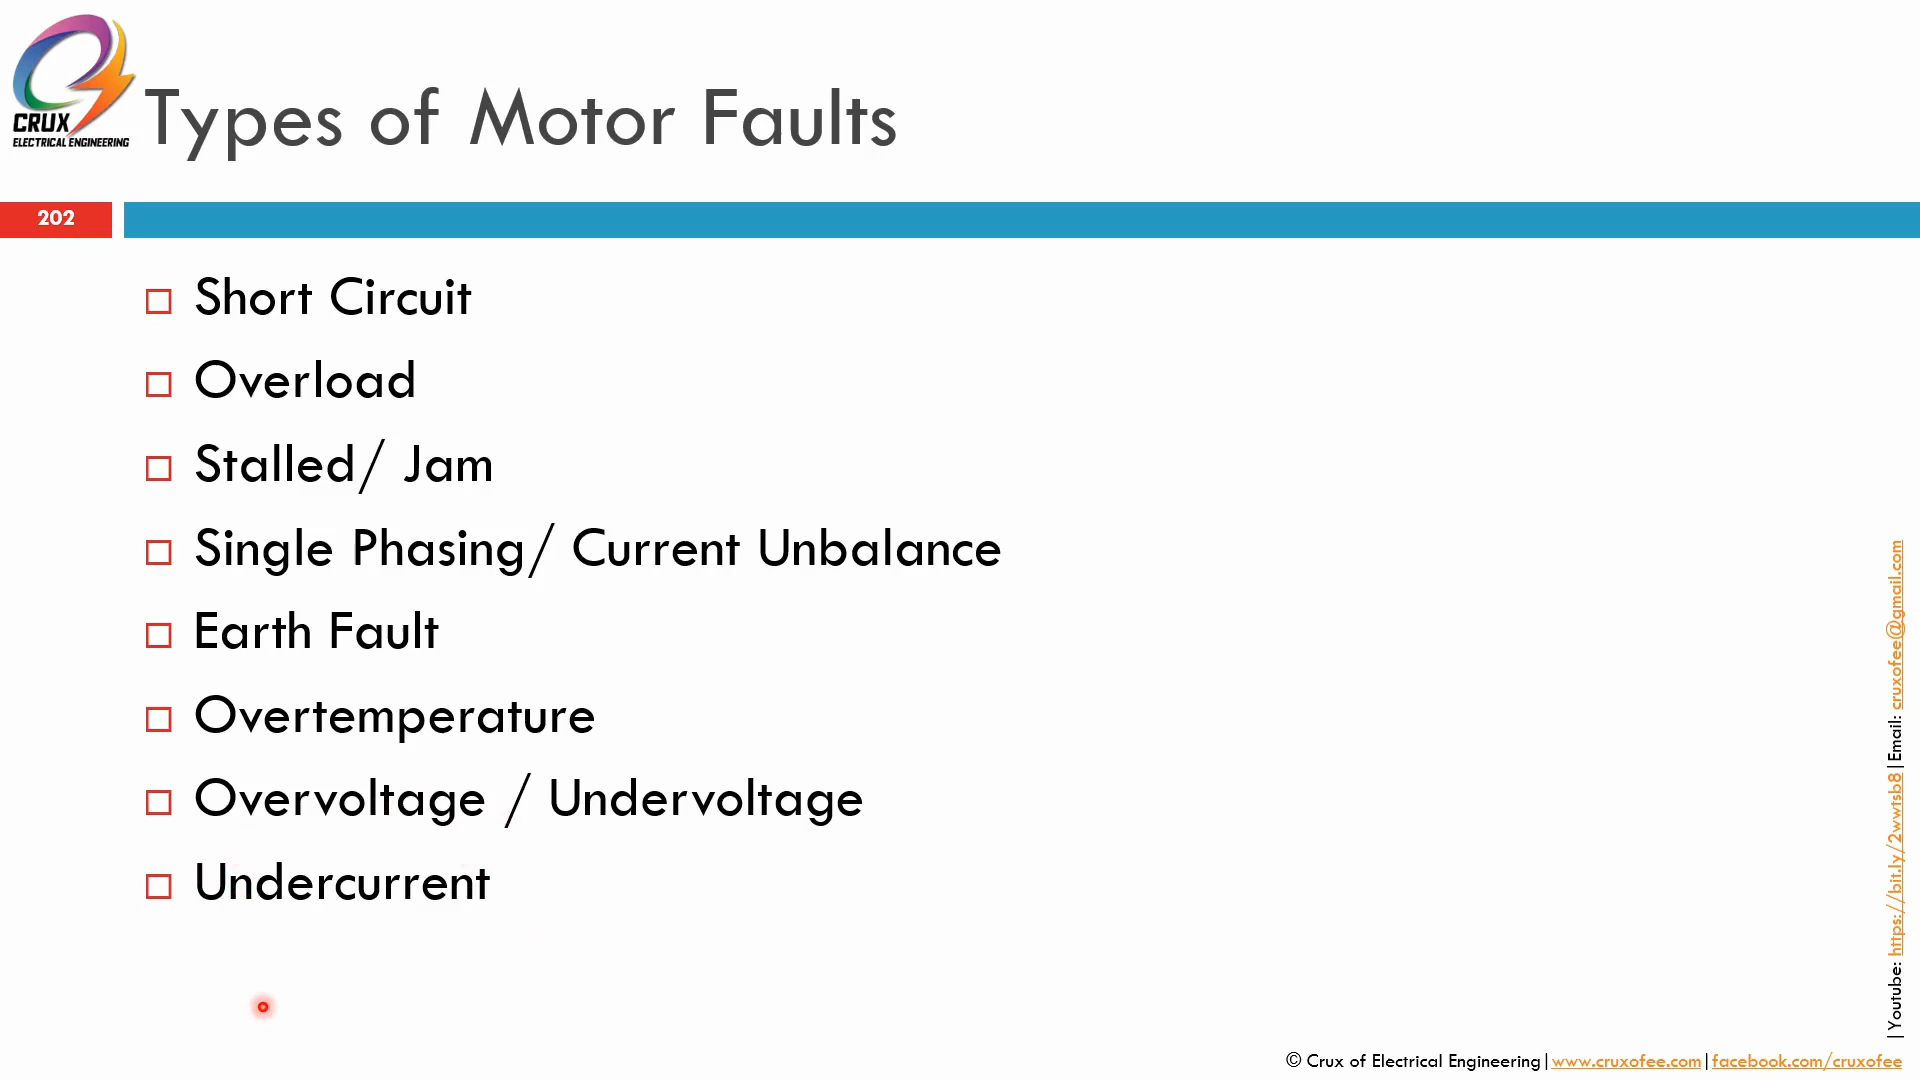 CRUX
ELECTRICAL ENGINEERING
Types of Motor Faults
202
Short Circuit
Overload
Stalled/ Jam
Single Phasing/ Current Unbalance
Earth Fault
Overtemperature
Overvoltage / Undervoltage
Undercurrent
|Youtube: https://bit.ly/2wwtsb8|Email: cruxofee@gmail.com
© Crux of Electrical Engineering|www.cruxofee.com|facebook.com/cruxofee